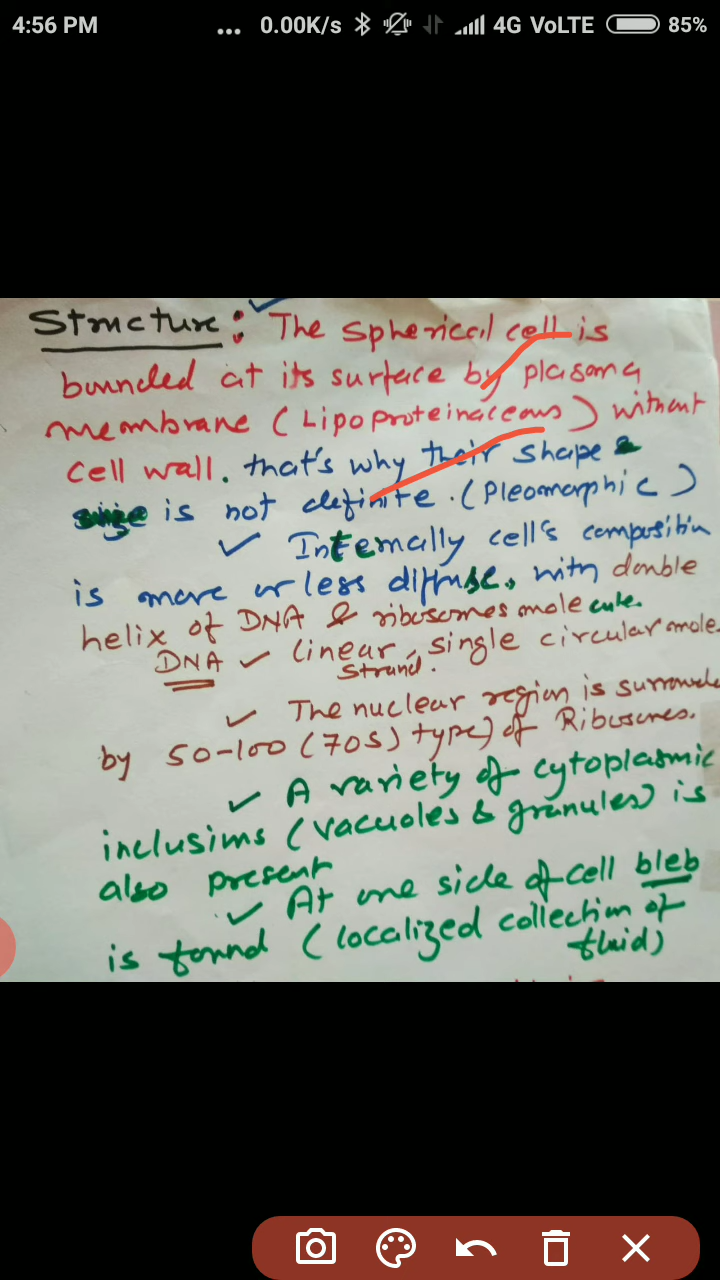 4:56 PM ... 0.00K/s 4G VoLTE 85%
Structure: The Spherical cell is
bounded at its surface by plasma
membrane (Lipoproteinaceous) without
cell wall. that's why their shape &
size is not definite. (Pleomorphic)
✓ Internally cell's composition
is more or less diffuse, with double
helix of DNA & ribosomes molecule.
DNA ✓ linear, single circular mole
strand.
✓ The nuclear region is surrounde
by 50-100 (70S) type) of Ribosomes.
✓ A variety of cytoplasmic
inclusions (vacuoles & granules) is
also present
✓ At one side of cell bleb
is found (localized collection of
fluid)